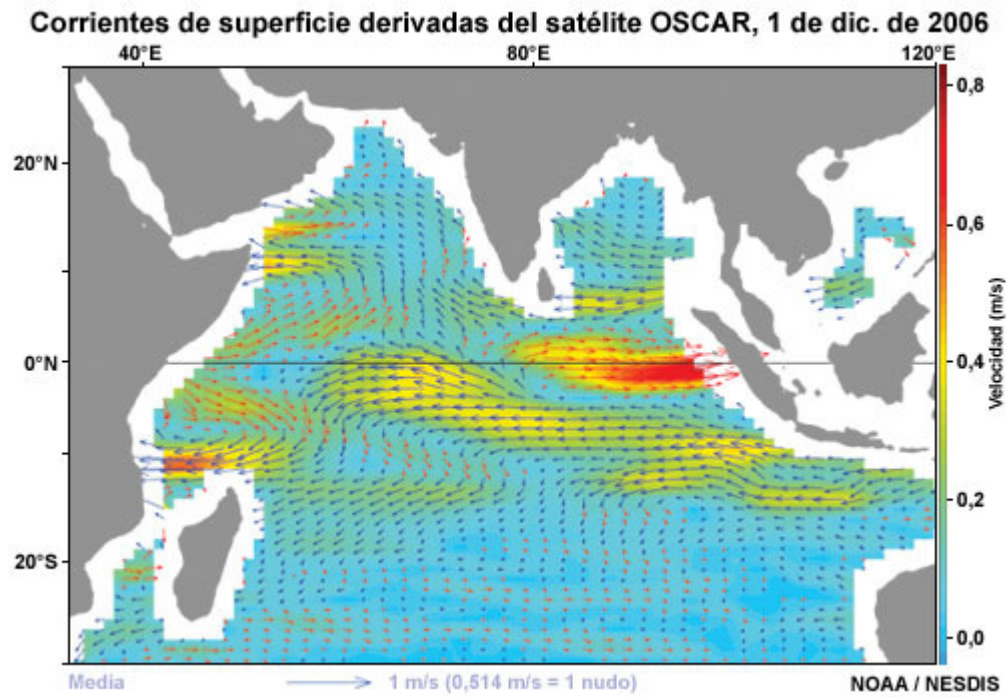 Corrientes de superficie derivadas del satélite OSCAR, 1 de dic. de 2006
40°E 80°E 120°E
20°N
0°N
20°S
0,8
0,6
0,4
0,2
0,0
Velocidad (m/s)
Media 1 m/s (0,514 m/s = 1 nudo) NOAA / NESDIS